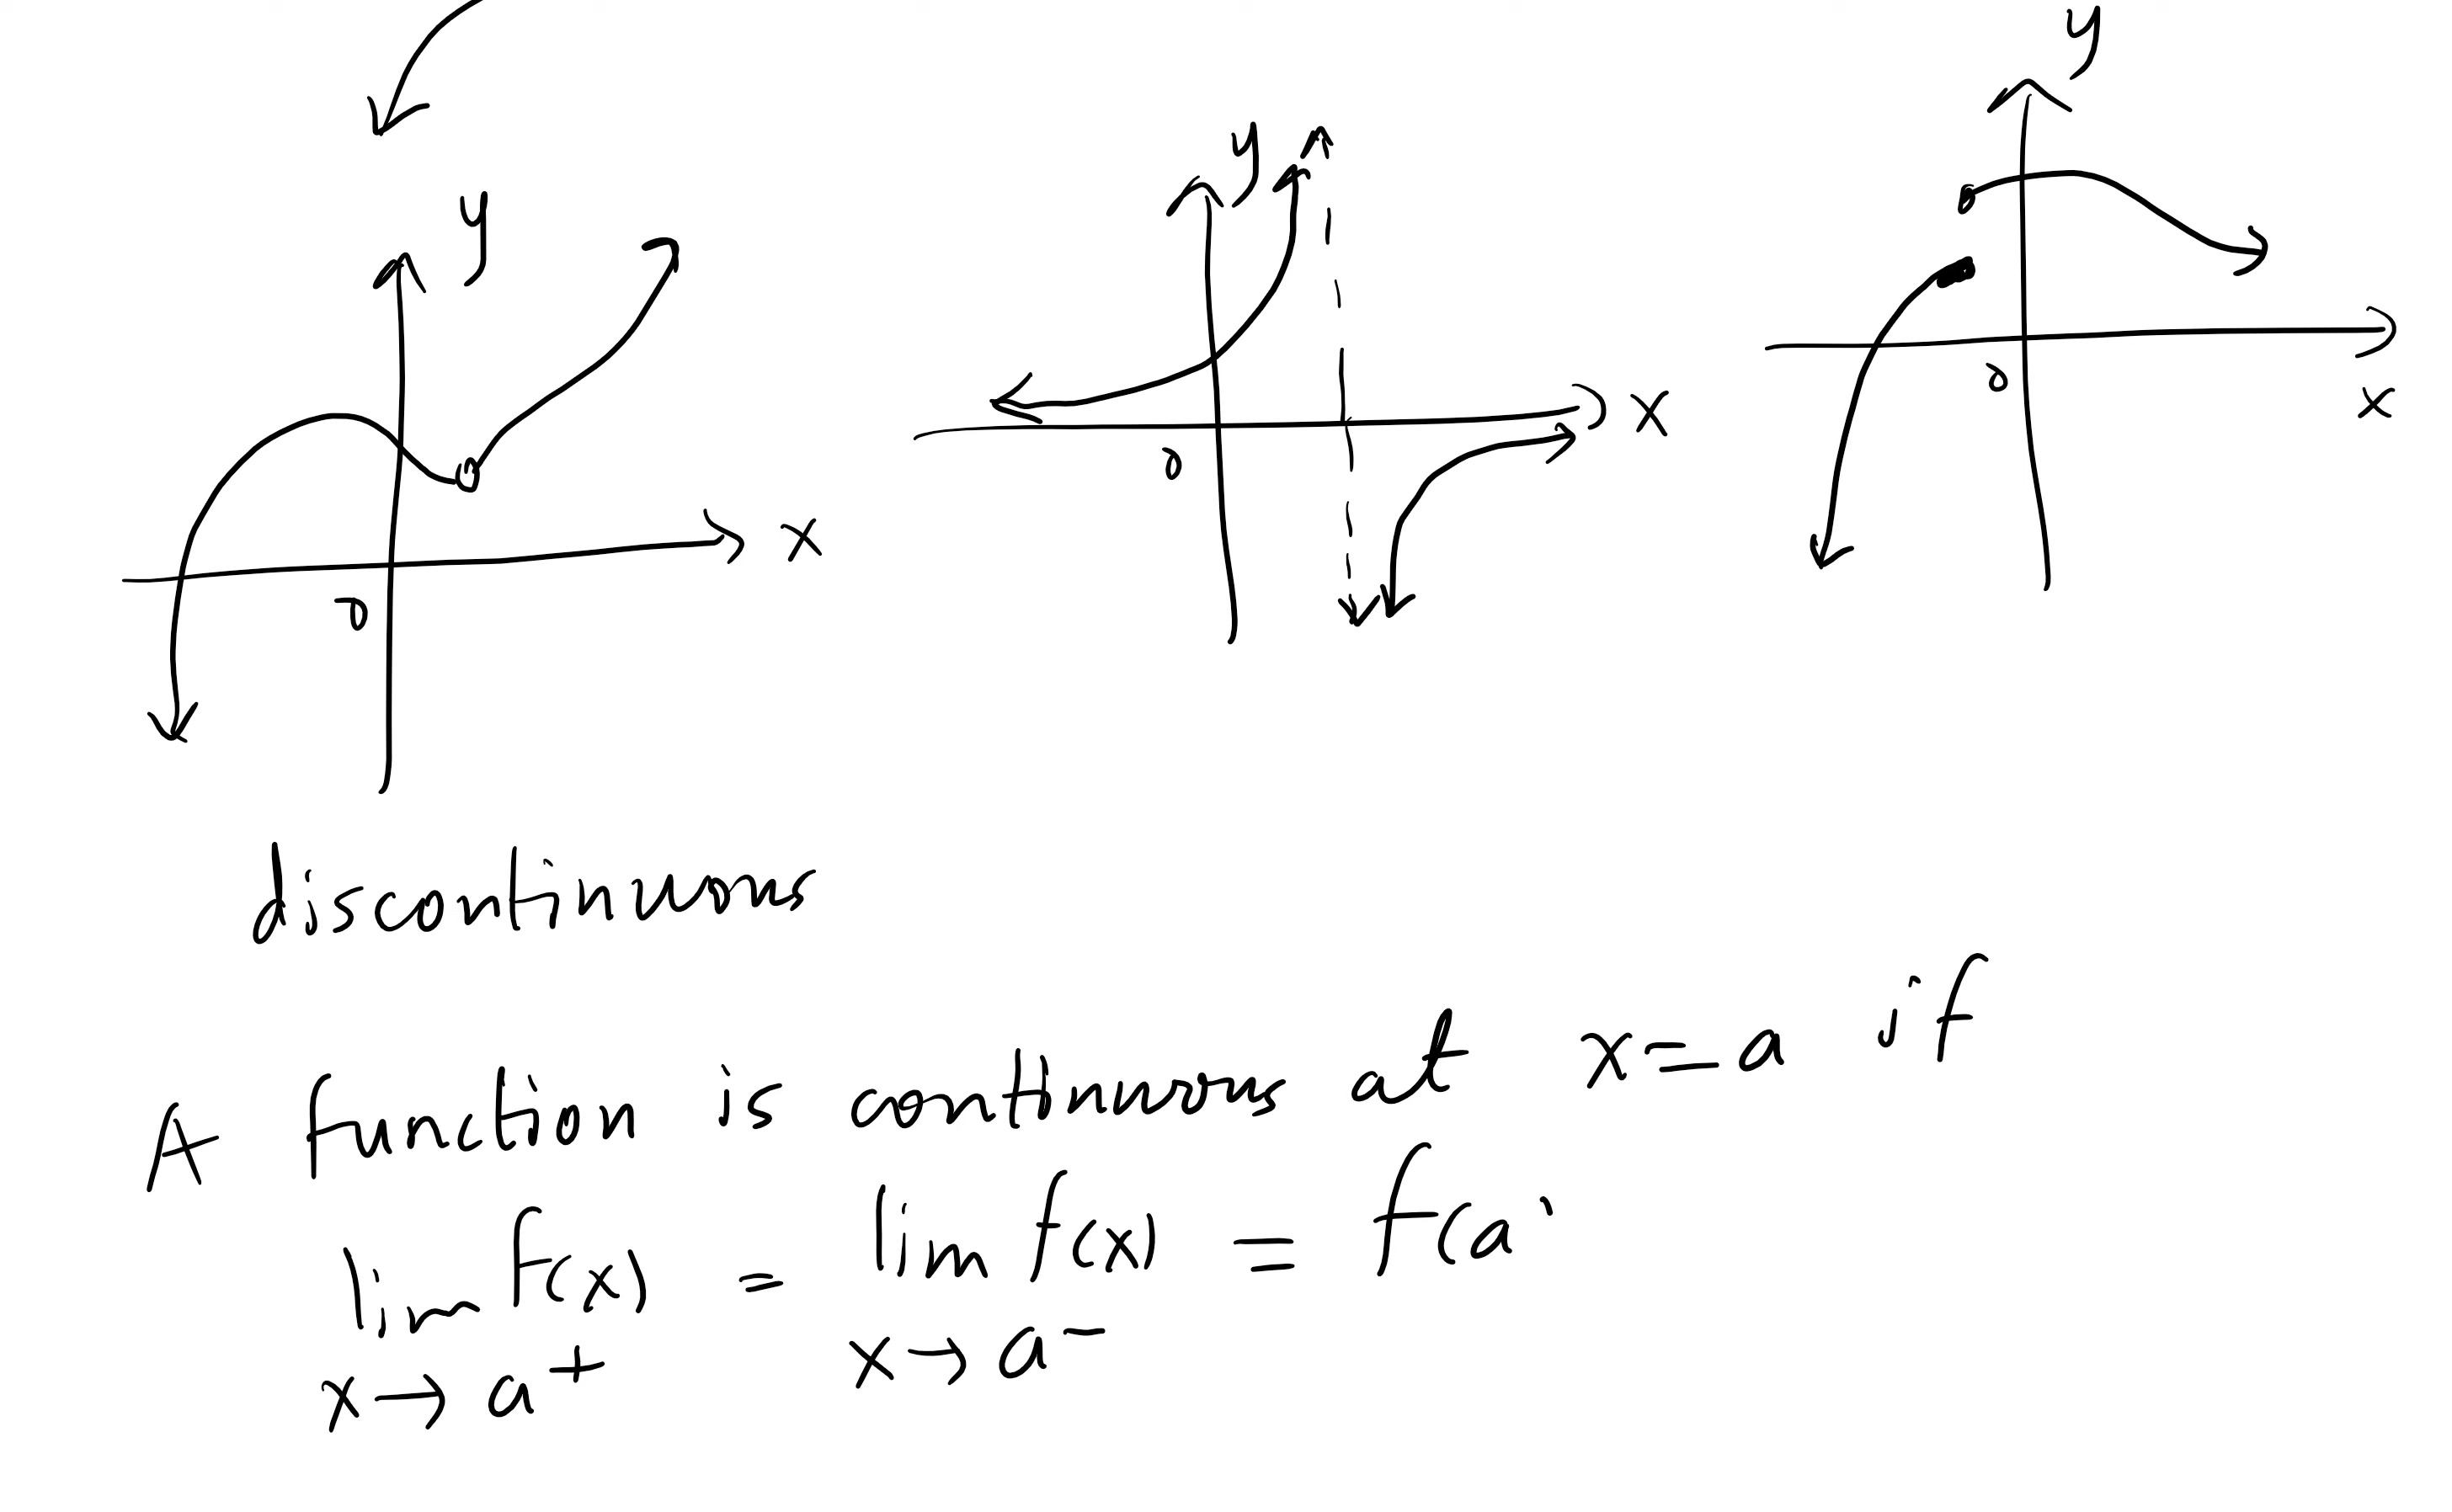 y
y
y
x
x
x
0
0
0
discontinuous
A function is continuous at x = a if
lim f(x) = lim f(x) = f(a
x → a⁺ x → a⁻